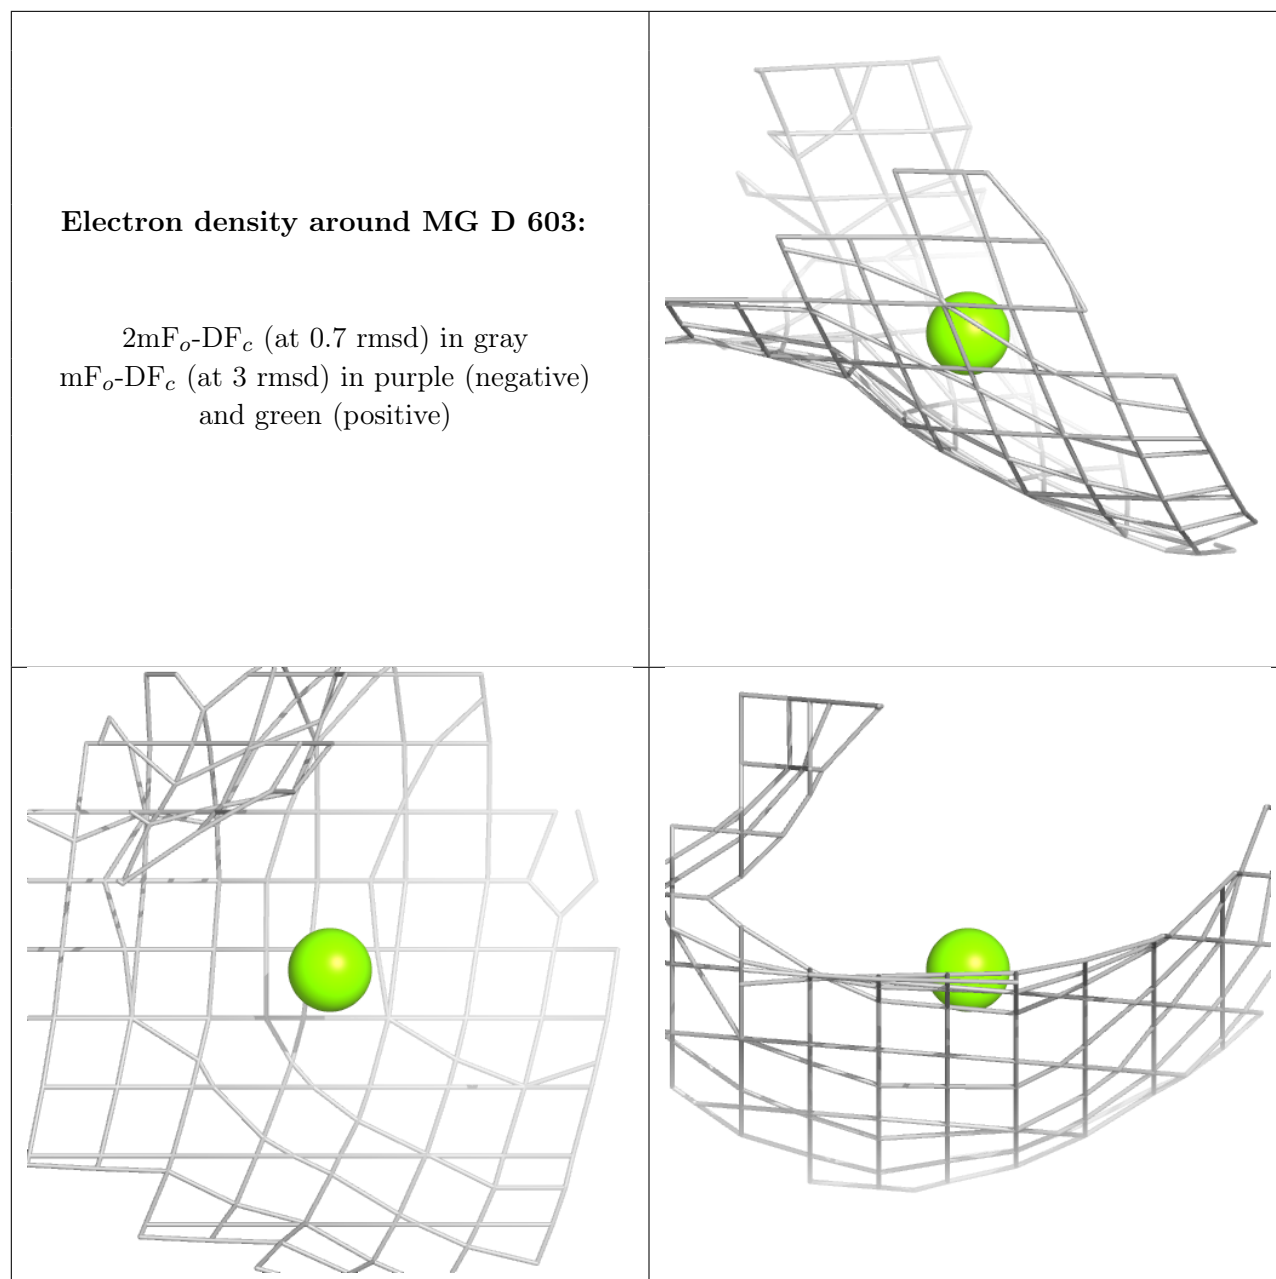 Electron density around MG D 603:
2mFₒ-DF𝒸 (at 0.7 rmsd) in gray
mFₒ-DF𝒸 (at 3 rmsd) in purple (negative)
and green (positive)